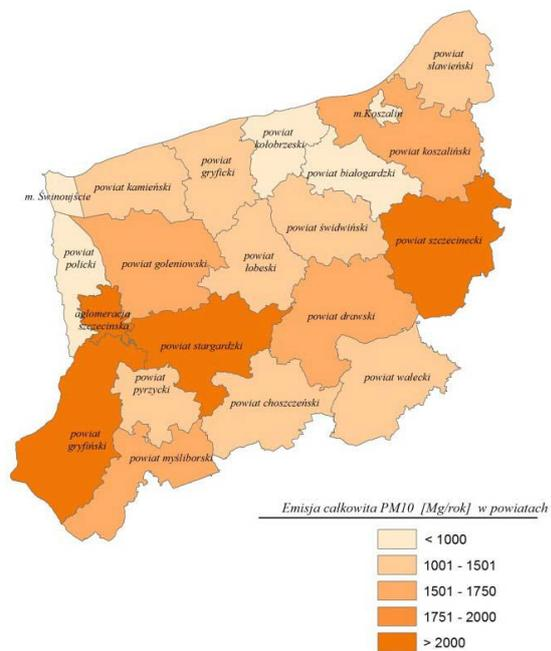 powiat
sławieński
m.Koszalin
powiat
kołobrzeski
powiat koszaliński
powiat
gryficki
powiat białogardzki
powiat kamieński
m. Świnoujście
powiat świdwiński
powiat szczecinecki
powiat
policki
powiat goleniowski
powiat
łobeski
aglomeracja
szczecińska
powiat drawski
powiat stargardzki
powiat
pyrzycki
powiat wałecki
powiat choszczeński
powiat
gryfiński
powiat myśliborski
Emisja całkowita PM10 [Mg/rok] w powiatach
< 1000
1001 - 1501
1501 - 1750
1751 - 2000
> 2000